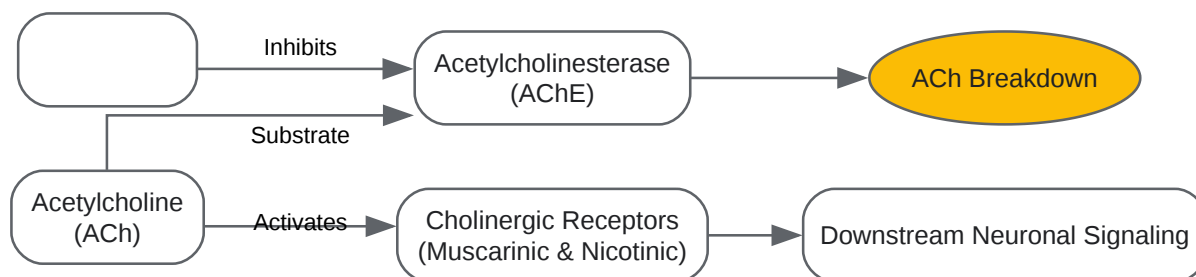 Inhibits
Acetylcholinesterase
(AChE)
ACh Breakdown
Substrate
Acetylcholine
(ACh)
Activates
Cholinergic Receptors
(Muscarinic & Nicotinic)
Downstream Neuronal Signaling